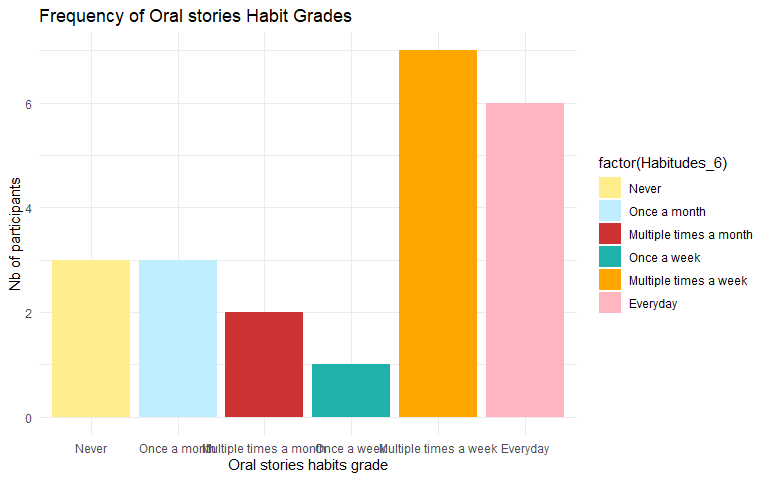 Frequency of Oral stories Habit Grades
Nb of participants
6
4
2
0
Never
Once a month
Multiple times a month
Once a week
Multiple times a week
Everyday
Oral stories habits grade
factor(Habitudes_6)
Never
Once a month
Multiple times a month
Once a week
Multiple times a week
Everyday